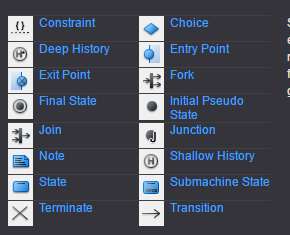 {} Constraint
Choice
H* Deep History
Entry Point
Exit Point
Fork
Final State
Initial Pseudo
State
Join
Junction
Note
H Shallow History
State
Submachine State
Terminate
Transition